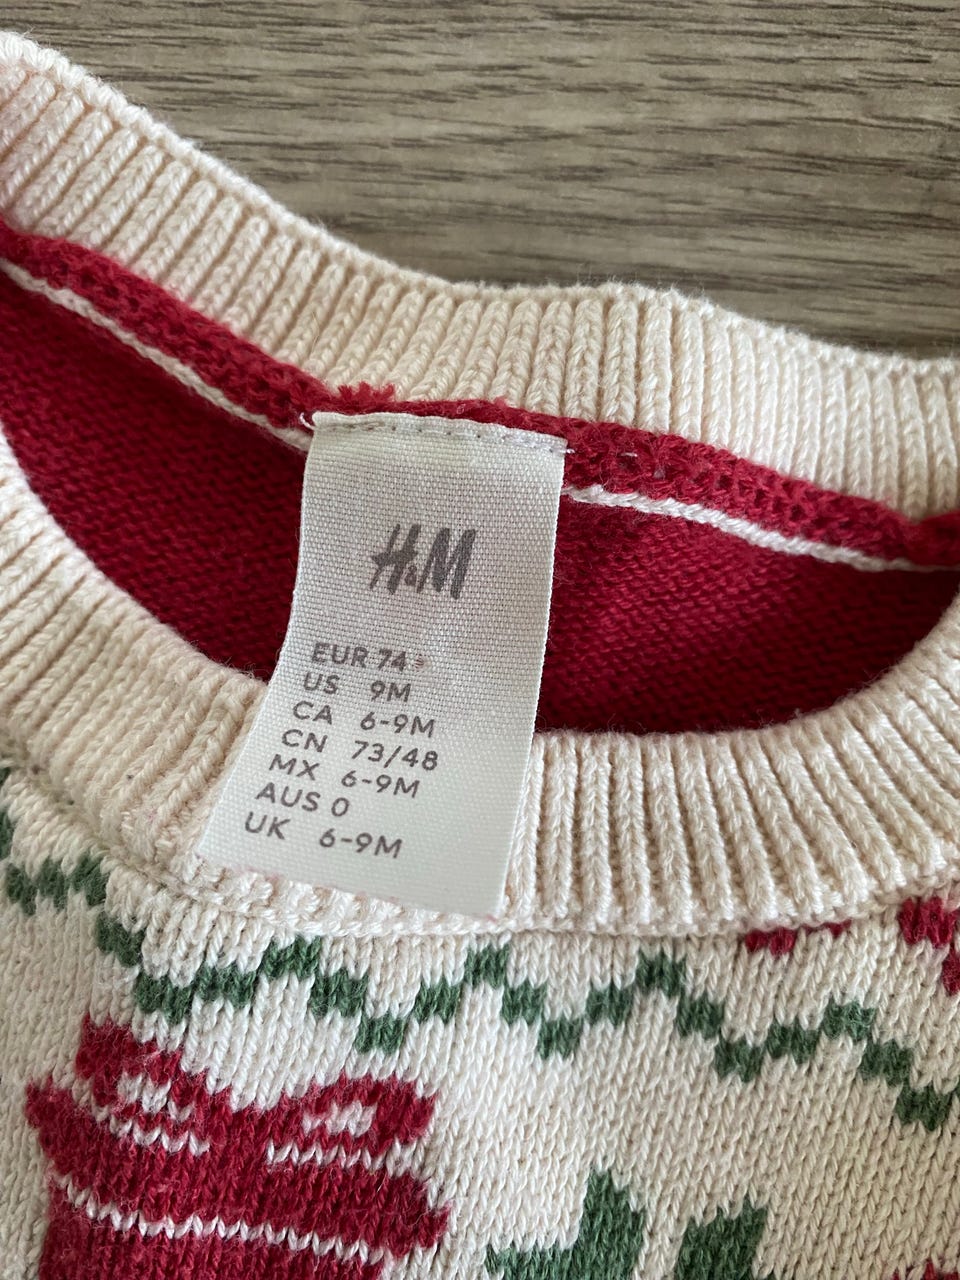 H&M
EUR 74
US 9M
CA 6-9M
CN 73/48
MX 6-9M
AUS 0
UK 6-9M